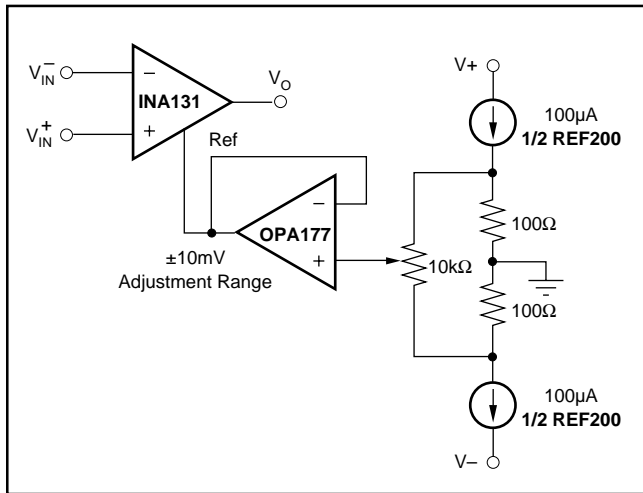 V⁻IN
V⁺IN
−
INA131
+
VO
Ref
−
OPA177
+
±10mV
Adjustment Range
10kΩ
V+
100µA
1/2 REF200
100Ω
100Ω
100µA
1/2 REF200
V–